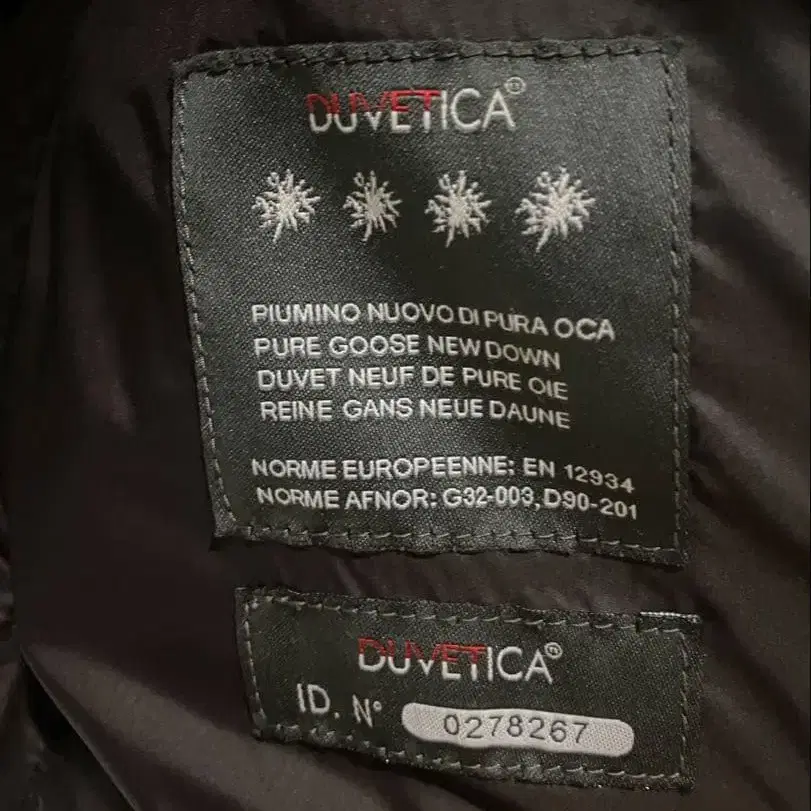 DUVETICA®
PIUMINO NUOVO DI PURA OCA
PURE GOOSE NEW DOWN
DUVET NEUF DE PURE OIE
REINE GANS NEUE DAUNE
NORME EUROPEENNE: EN 12934
NORME AFNOR: G32-003, D90-201
DUVETICA®
ID. N° 0278267